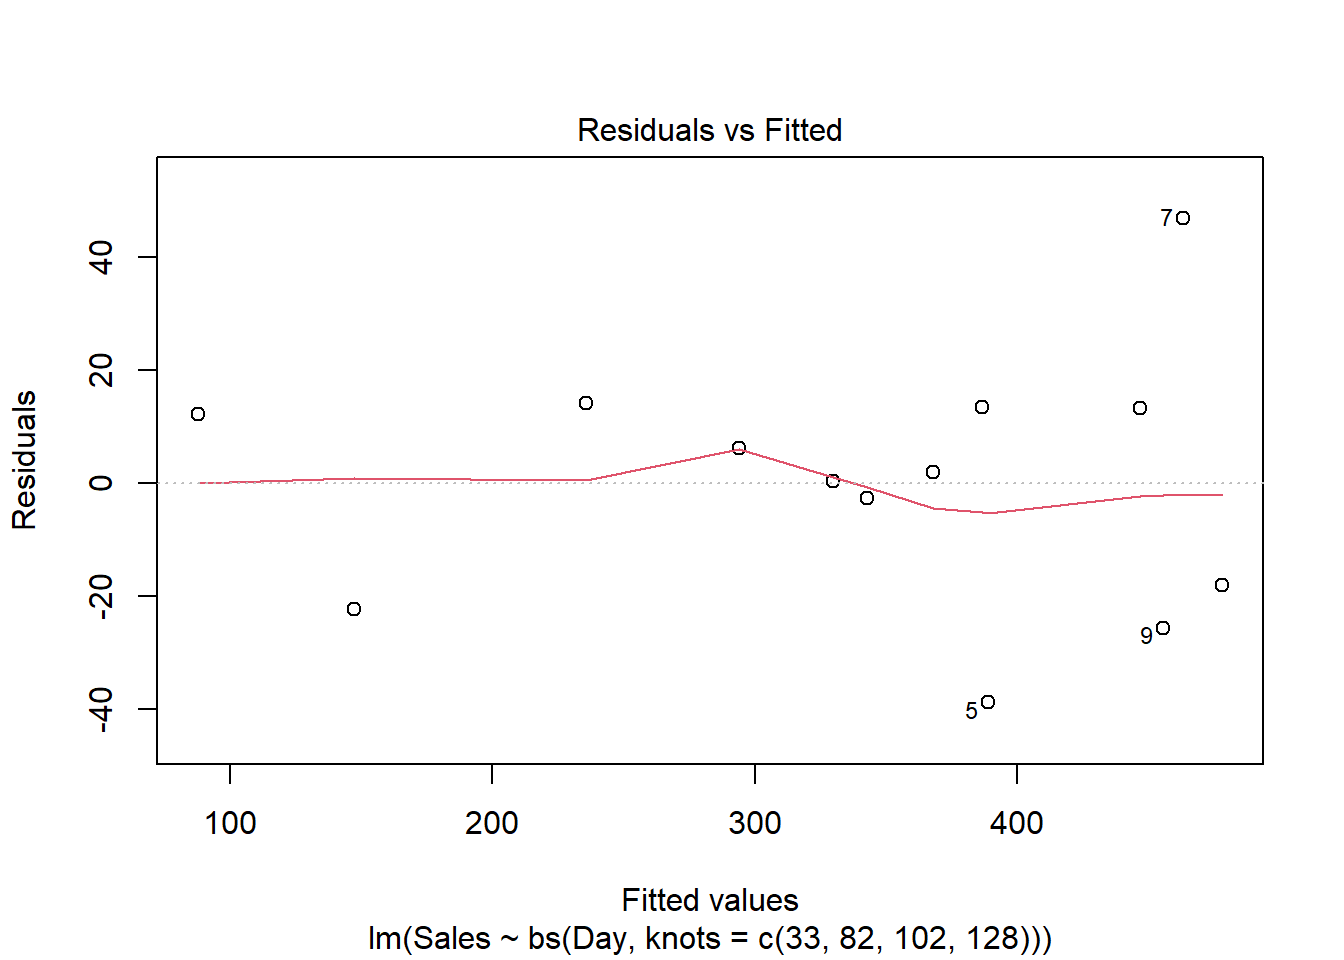 Residuals vs Fitted
Residuals
40
20
0
-20
-40
7
9
5
100 200 300 400
Fitted values
lm(Sales ~ bs(Day, knots = c(33, 82, 102, 128)))